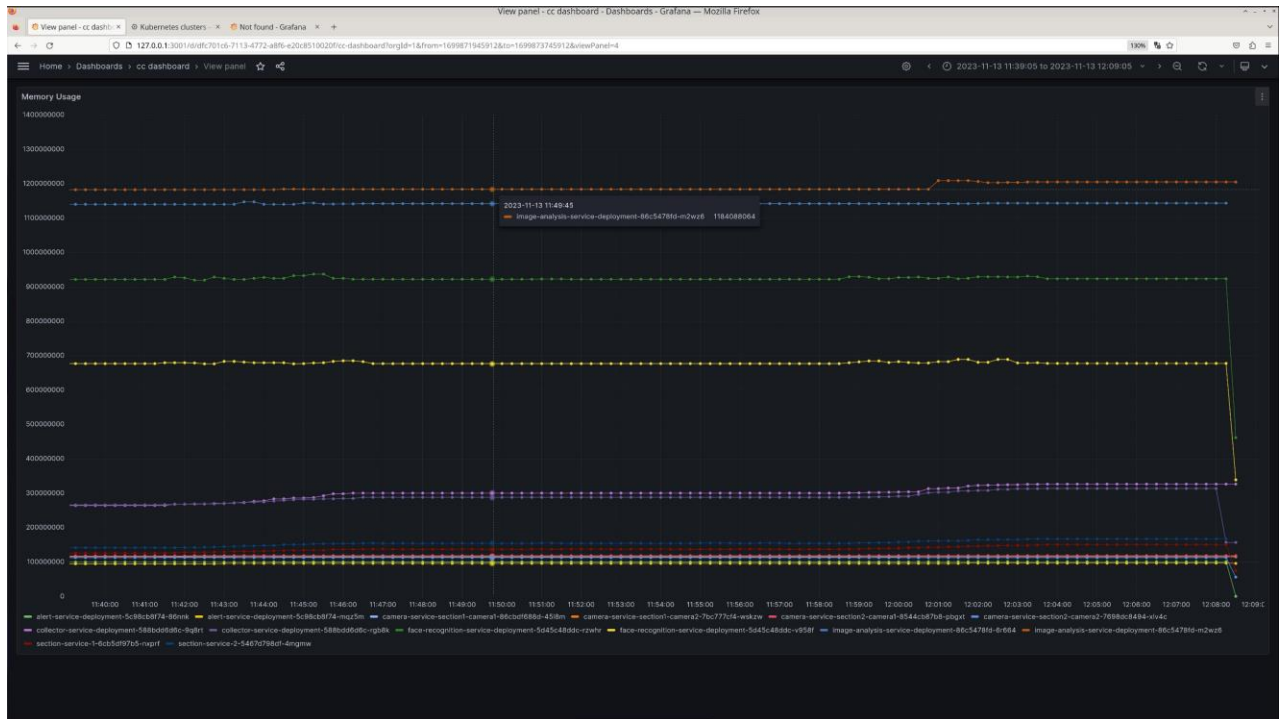 View panel - cc dashboard - Dashboards - Grafana — Mozilla Firefox
View panel - cc dashb × Kubernetes clusters - × Not found - Grafana × +
127.0.0.1:3001/d/dfc701c6-7113-4772-a8f6-e20c8510020f/cc-dashboard?orgId=1&from=1699871945912&to=1699873745912&viewPanel=4 130%
Home › Dashboards › cc dashboard › View panel 2023-11-13 11:39:05 to 2023-11-13 12:09:05
Memory Usage
1400000000
1300000000
1200000000
2023-11-13 11:49:45
image-analysis-service-deployment-86c5478fd-m2wz6 1184088064
1100000000
1000000000
900000000
800000000
700000000
600000000
500000000
400000000
300000000
200000000
100000000
0
11:40:00 11:41:00 11:42:00 11:43:00 11:44:00 11:45:00 11:46:00 11:47:00 11:48:00 11:49:00 11:50:00 11:51:00 11:52:00 11:53:00 11:54:00 11:55:00 11:56:00 11:57:00 11:58:00 11:59:00 12:00:00 12:01:00 12:02:00 12:03:00 12:04:00 12:05:00 12:06:00 12:07:00 12:08:00 12:09:0
alert-service-deployment-5c98cb8f74-86nnk alert-service-deployment-5c98cb8f74-mqz5m camera-service-section1-camera1-86cbdf688d-45l8m camera-service-section1-camera2-7bc777cf4-wskzw camera-service-section2-camera1-6544cb87b8-pbgxt camera-service-section2-camera2-7698dc8484-xlv4c
collector-service-deployment-588bdd6d6c-9q8rt collector-service-deployment-588bdd6d6c-rgb8k face-recognition-service-deployment-5d45c48ddc-rzwhr face-recognition-service-deployment-5d45c48ddc-v958f image-analysis-service-deployment-86c5478fd-6r664 image-analysis-service-deployment-86c5478fd-m2wz6
section-service-1-6cb5df97b5-nxprf section-service-2-5467d798df-4mgmw